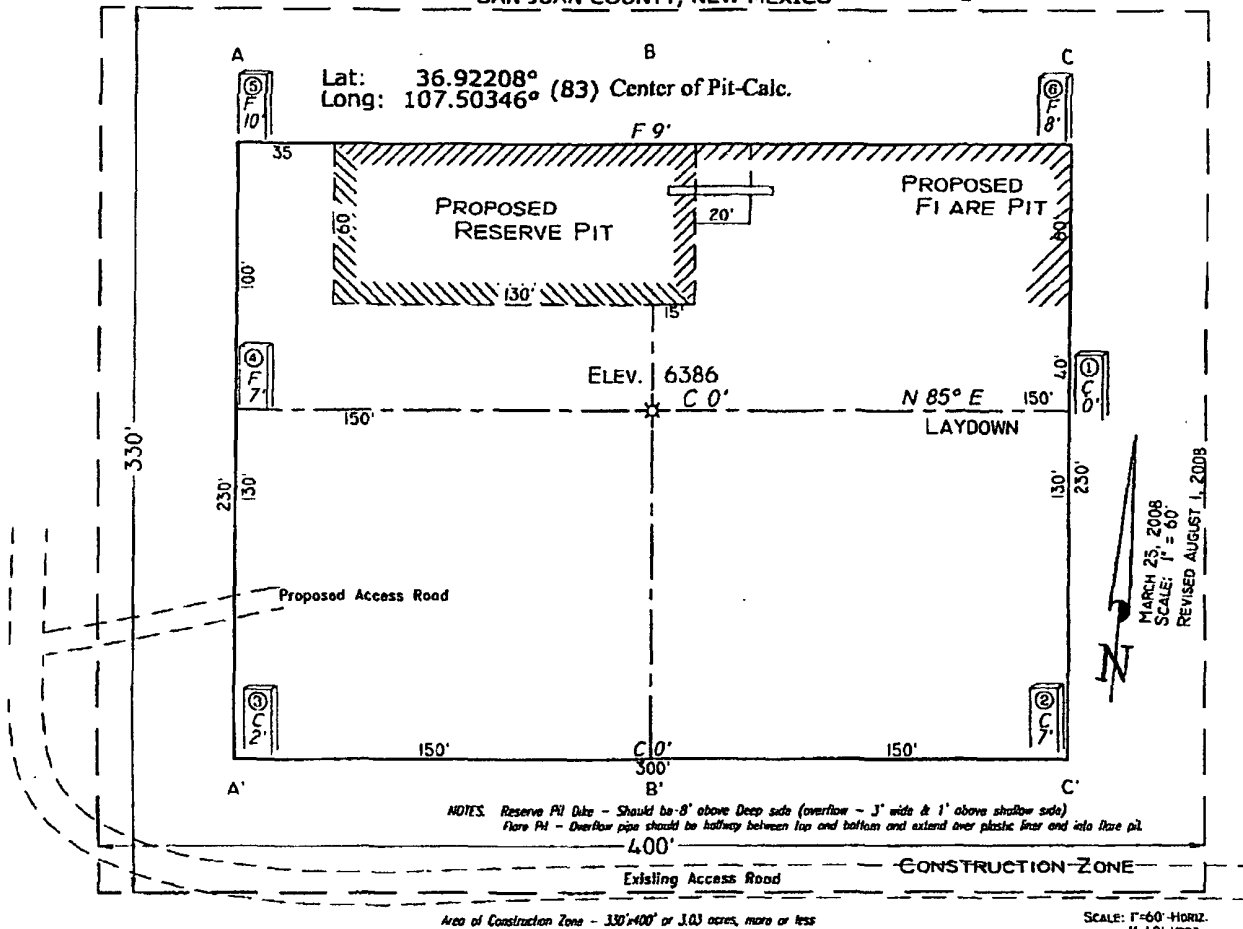 SAN JUAN COUNTY, NEW MEXICO
A
B
C
Lat: 36.92208°
Long: 107.50346° (83) Center of Pit-Calc.
⑤
F
10'
⑥
F
8'
F 9'
35
PROPOSED
RESERVE PIT
PROPOSED
FLARE PIT
60'
20'
60'
100'
130'
15'
④
F
7'
40'
①
C
0'
ELEV. 6386
C 0'
N 85° E
150'
150'
LAYDOWN
330'
230'
130'
130'
230'
MARCH 25, 2008
SCALE: 1" = 60'
REVISED AUGUST 1, 2008
N
Proposed Access Road
③
C
2'
②
C
7'
150'
C 0'
150'
300'
A'
B'
C'
NOTES. Reserve Pit Dike - Should be 8' above Deep side (overflow - 3' wide & 1' above shallow side)
Flare Pit - Overflow pipe should be halfway between top and bottom and extend over plastic liner and into flare pit.
400'
CONSTRUCTION ZONE
Existing Access Road
Area of Construction Zone - 330'x400' or 3.03 acres, more or less
SCALE: 1"=60'-HORIZ.